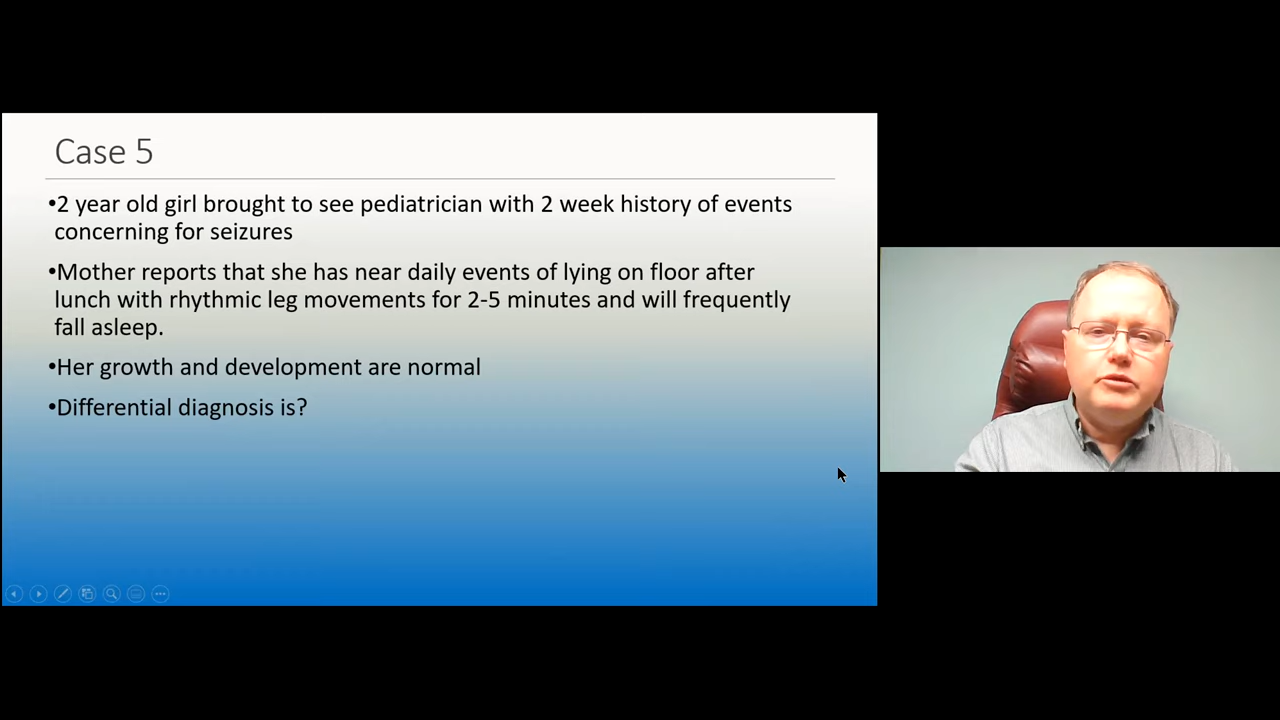 Case 5
•2 year old girl brought to see pediatrician with 2 week history of events
concerning for seizures
•Mother reports that she has near daily events of lying on floor after
lunch with rhythmic leg movements for 2-5 minutes and will frequently
fall asleep.
•Her growth and development are normal
•Differential diagnosis is?